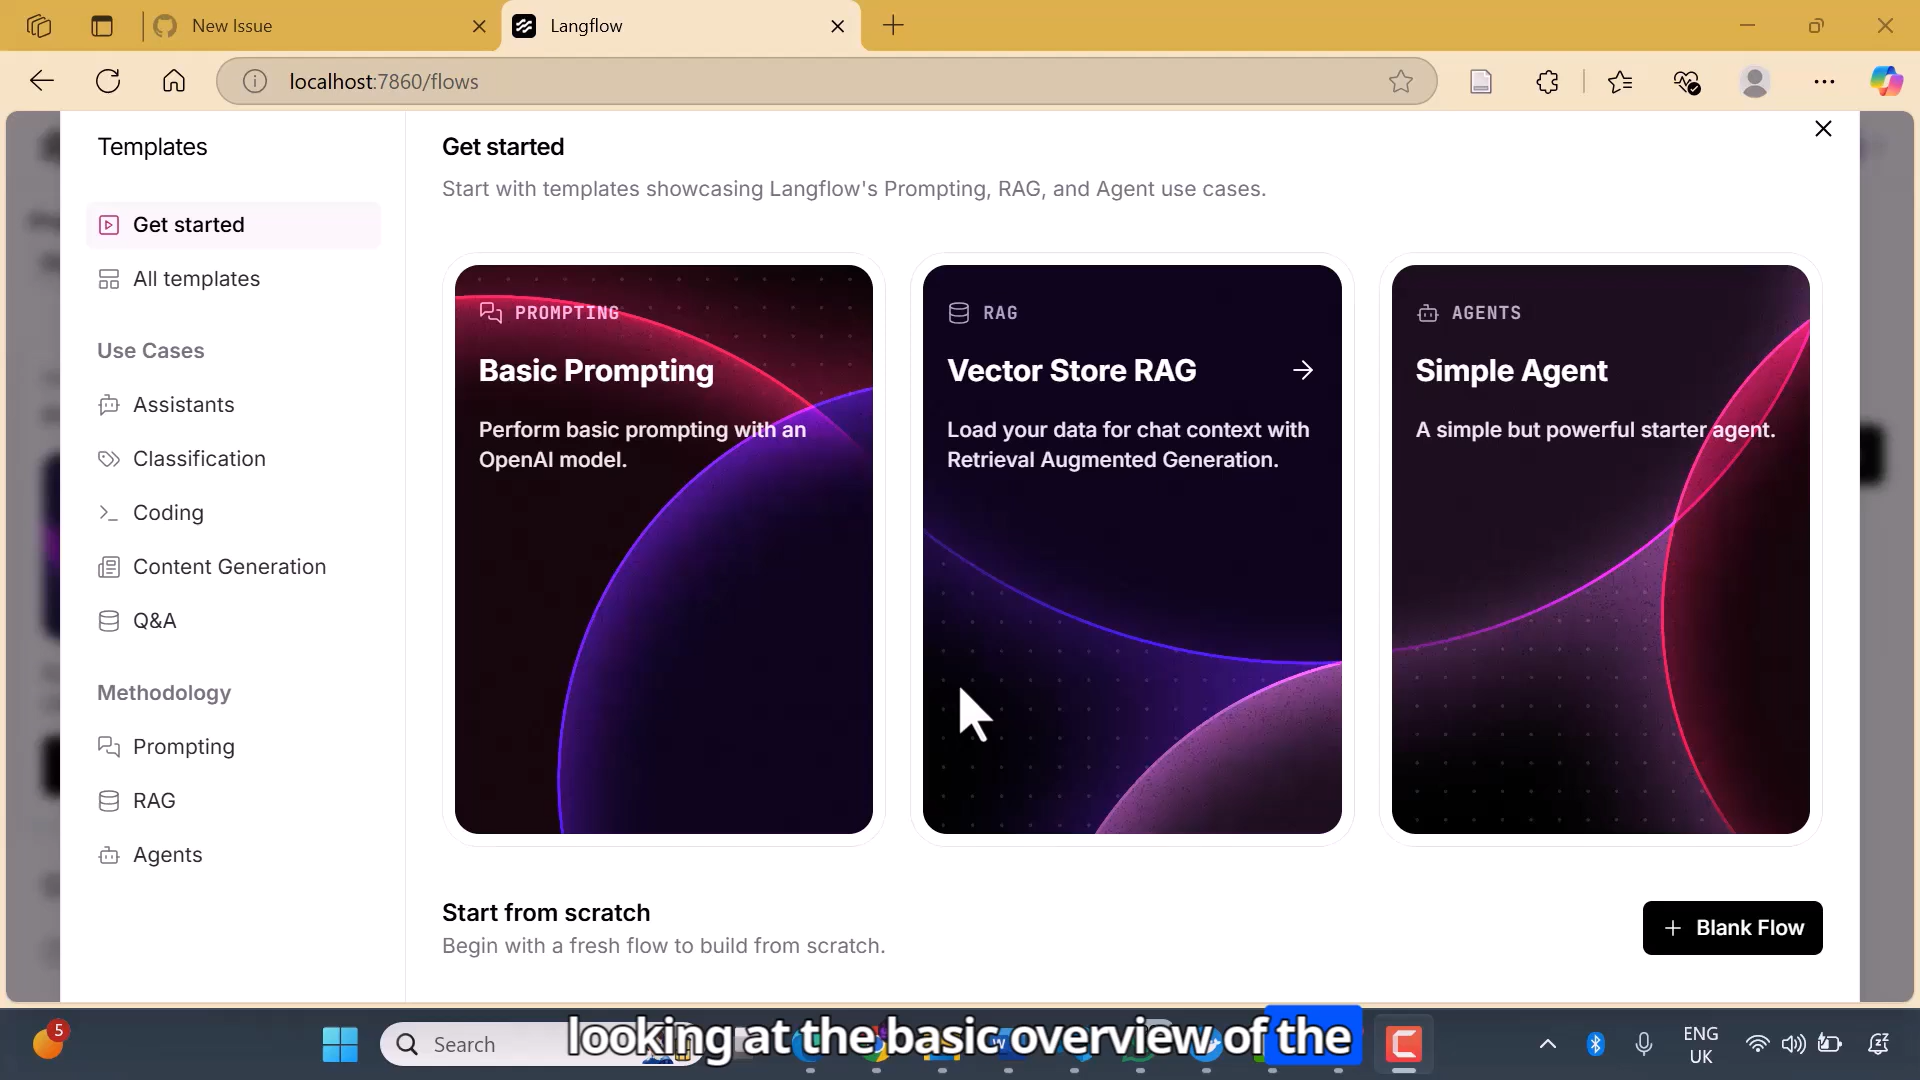 New Issue
Langflow
localhost:7860/flows
Templates
Get started
All templates
Use Cases
Assistants
Classification
Coding
Content Generation
Q&A
Methodology
Prompting
RAG
Agents
Get started
Start with templates showcasing Langflow's Prompting, RAG, and Agent use cases.
PROMPTING
Basic Prompting
Perform basic prompting with an
OpenAI model.
RAG
Vector Store RAG
Load your data for chat context with
Retrieval Augmented Generation.
AGENTS
Simple Agent
A simple but powerful starter agent.
Start from scratch
Begin with a fresh flow to build from scratch.
Blank Flow
looking at the basic overview of the
5
Search
ENG
UK